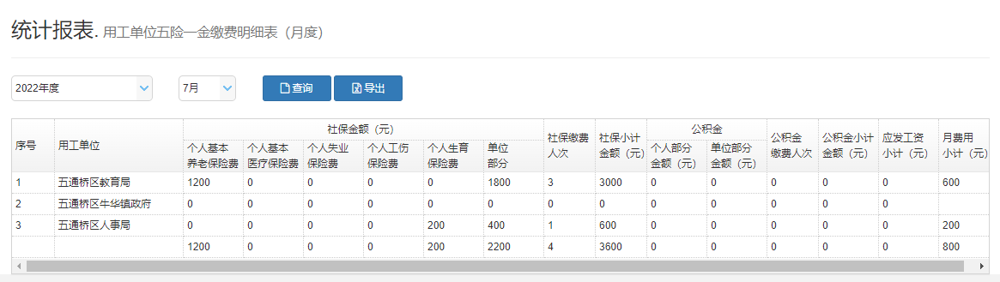 统计报表. 用工单位五险一金缴费明细表（月度）
2022年度 7月 查询 导出
序号 用工单位 社保金额（元） 社保缴费人次 社保小计金额（元） 公积金 公积金缴费人次 公积金小计金额（元） 应发工资小计（元） 月费用小计（元）
个人基本养老保险费 个人基本医疗保险费 个人失业保险费 个人工伤保险费 个人生育保险费 单位部分 个人部分金额（元） 单位部分金额（元）
1 五通桥区教育局 1200 0 0 0 0 1800 3 3000 0 0 0 0 0 600
2 五通桥区牛华镇政府 0 0 0 0 0 0 0 0 0 0 0 0 0
3 五通桥区人事局 0 0 0 0 200 400 1 600 0 0 0 0 0 200
1200 0 0 0 200 2200 4 3600 0 0 0 0 0 800